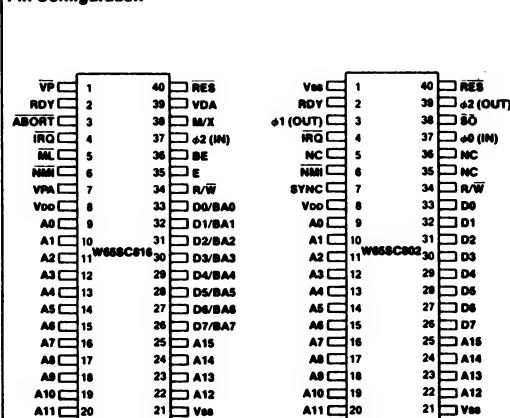 VP 1 40 RES
RDY 2 39 VDA
ABORT 3 38 M/X
IRQ 4 37 ϕ2 (IN)
ML 5 36 BE
NMI 6 35 E
VPA 7 34 R/W
VDD 8 33 D0/BA0
A0 9 32 D1/BA1
A1 10 31 D2/BA2
A2 11 W65SC816 30 D3/BA3
A3 12 29 D4/BA4
A4 13 28 D5/BA5
A5 14 27 D6/BA6
A6 15 26 D7/BA7
A7 16 25 A15
A8 17 24 A14
A9 18 23 A13
A10 19 22 A12
A11 20 21 Vss
Vss 1 40 RES
RDY 2 39 ϕ2 (OUT)
ϕ1 (OUT) 3 38 SO
IRQ 4 37 ϕ0 (IN)
NC 5 36 NC
NMI 6 35 NC
SYNC 7 34 R/W
VDD 8 33 D0
A0 9 32 D1
A1 10 31 D2
A2 11 W65SC802 30 D3
A3 12 29 D4
A4 13 28 D5
A5 14 27 D6
A6 15 26 D7
A7 16 25 A15
A8 17 24 A14
A9 18 23 A13
A10 19 22 A12
A11 20 21 Vss